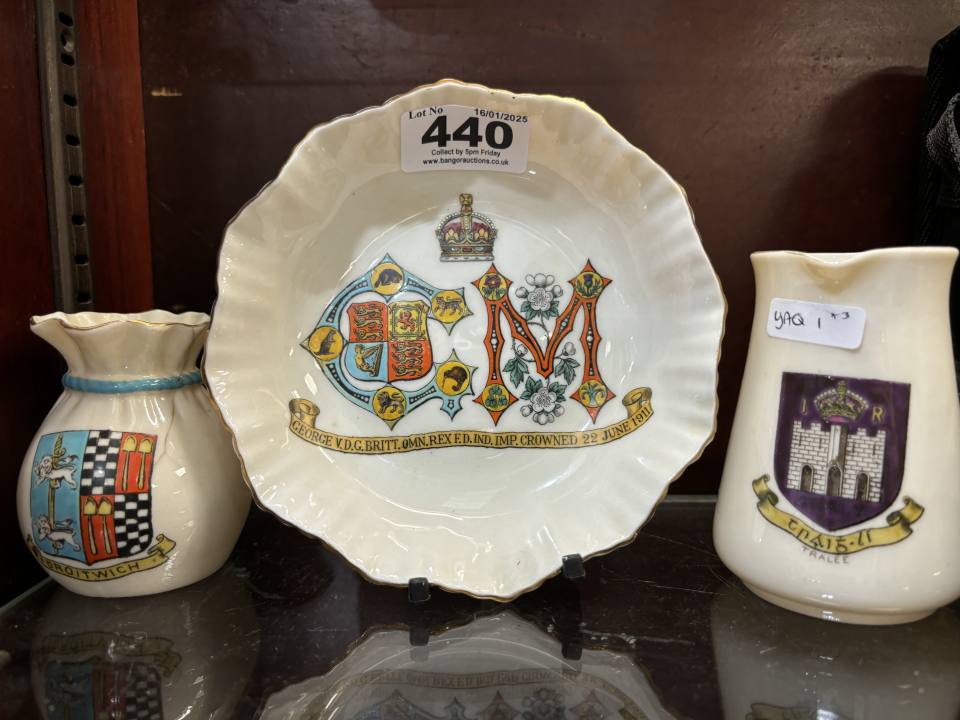 Lot No 16/01/2025
440
Collect by 5pm Friday
www.bangorauctions.co.uk
GM
GEORGE V.D.G.BRITT.OMN.REX F.D.IND.IMP. CROWNED 22 JUNE 1911
DROITWICH
YAQ 1
I R
TRALEE